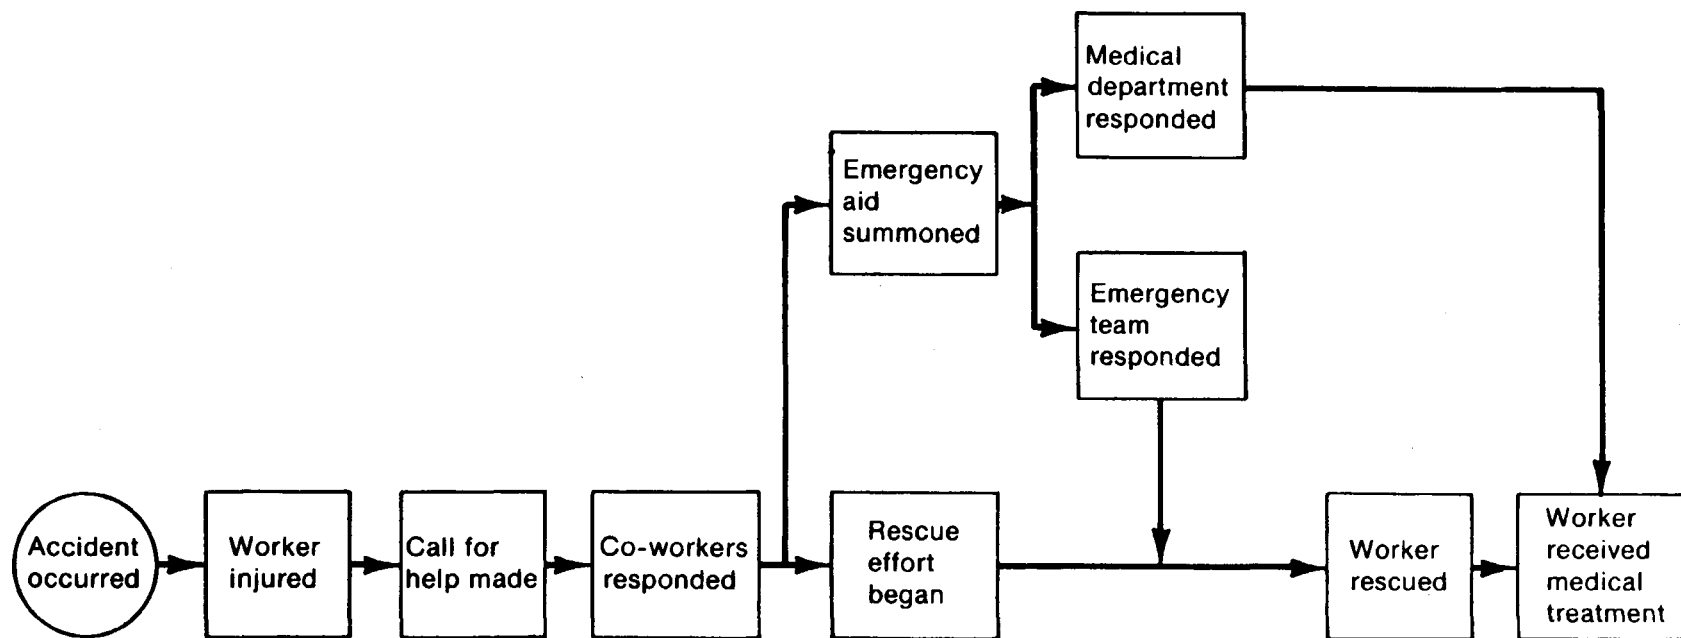 Medical
department
responded
Emergency
aid
summoned
Emergency
team
responded
Accident
occurred
Worker
injured
Call for
help made
Co-workers
responded
Rescue
effort
began
Worker
rescued
Worker
received
medical
treatment